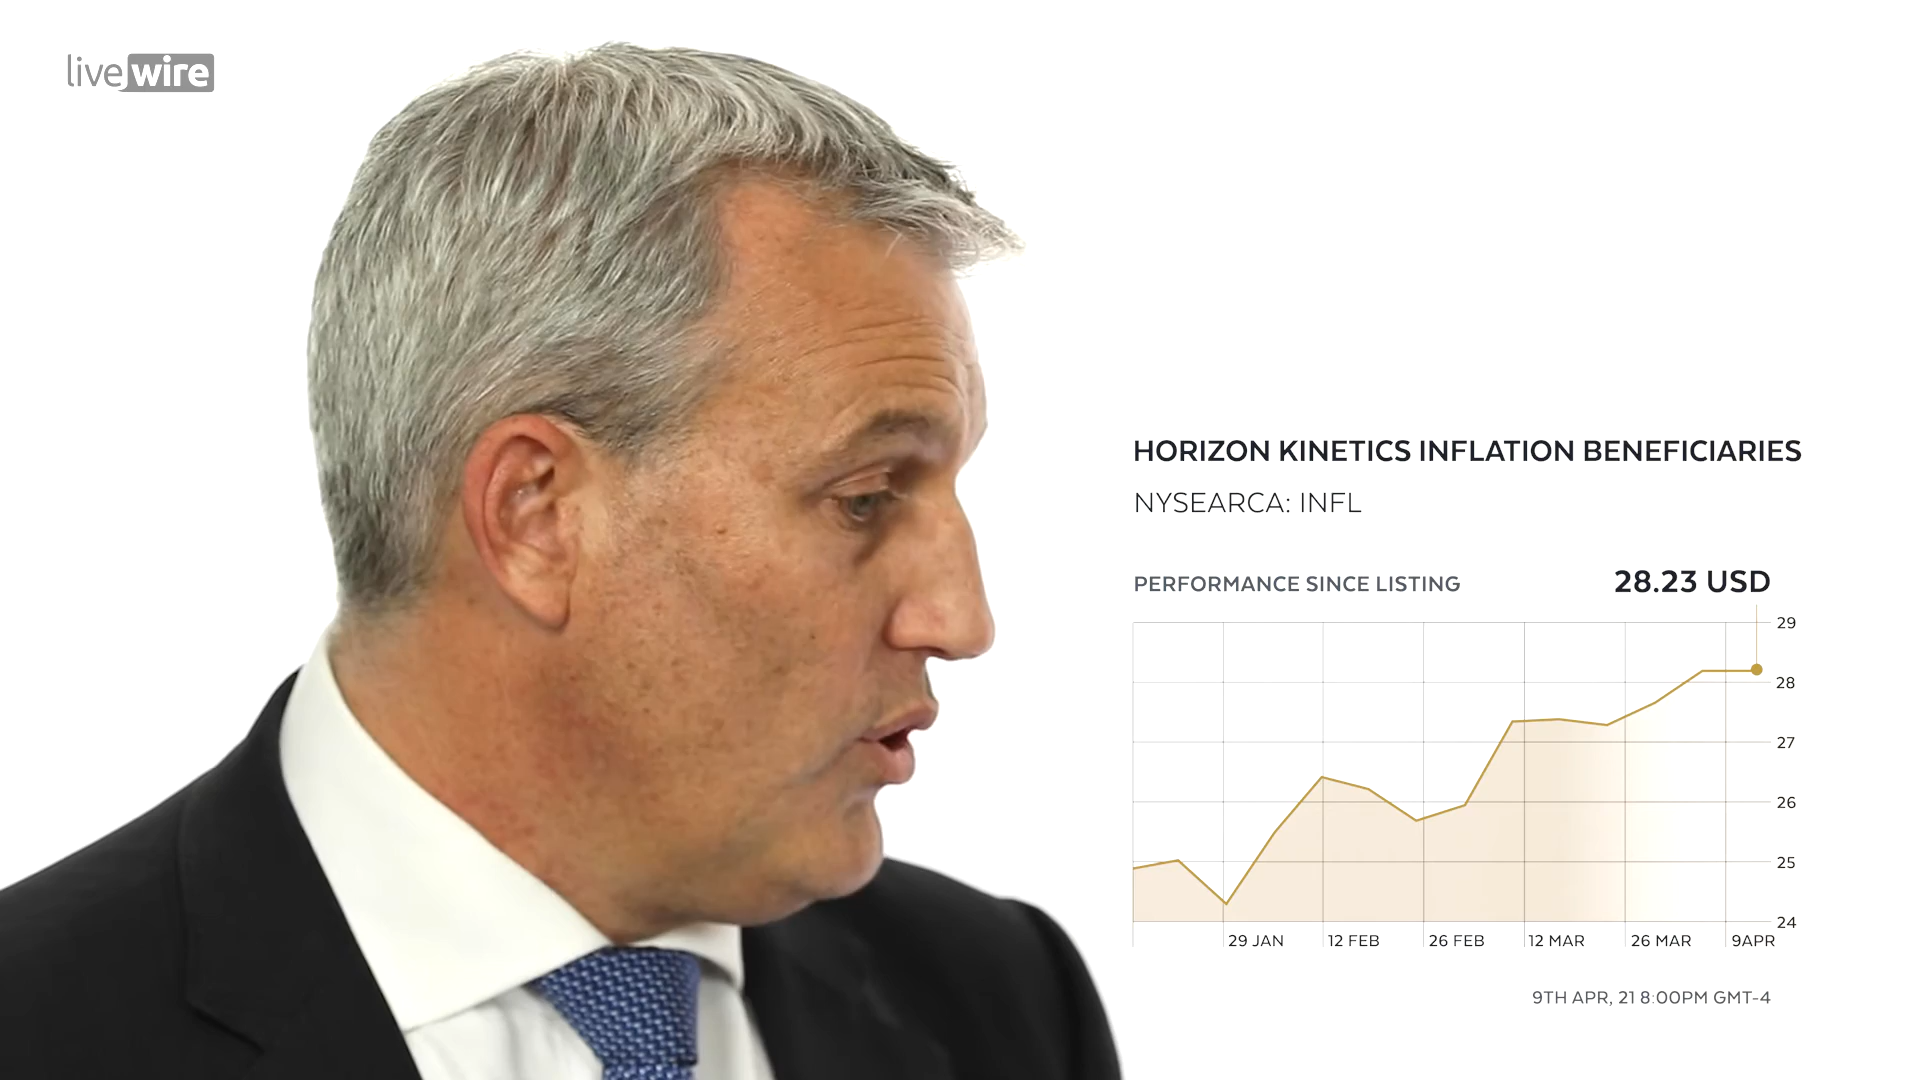 livewire
HORIZON KINETICS INFLATION BENEFICIARIES
NYSEARCA: INFL
PERFORMANCE SINCE LISTING 28.23 USD
29
28
27
26
25
24
29 JAN 12 FEB 26 FEB 12 MAR 26 MAR 9APR
9TH APR, 21 8:00PM GMT-4